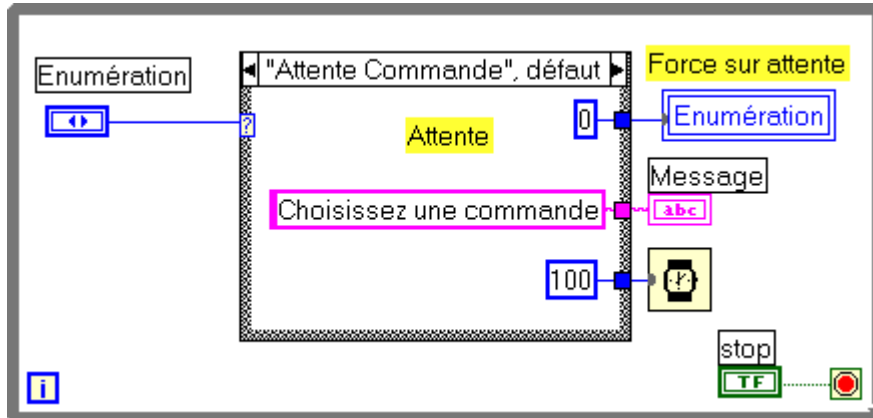 Enumération
"Attente Commande", défaut
Force sur attente
?
0
Enumération
Attente
Message
Choisissez une commande
abc
100
stop
TF
i